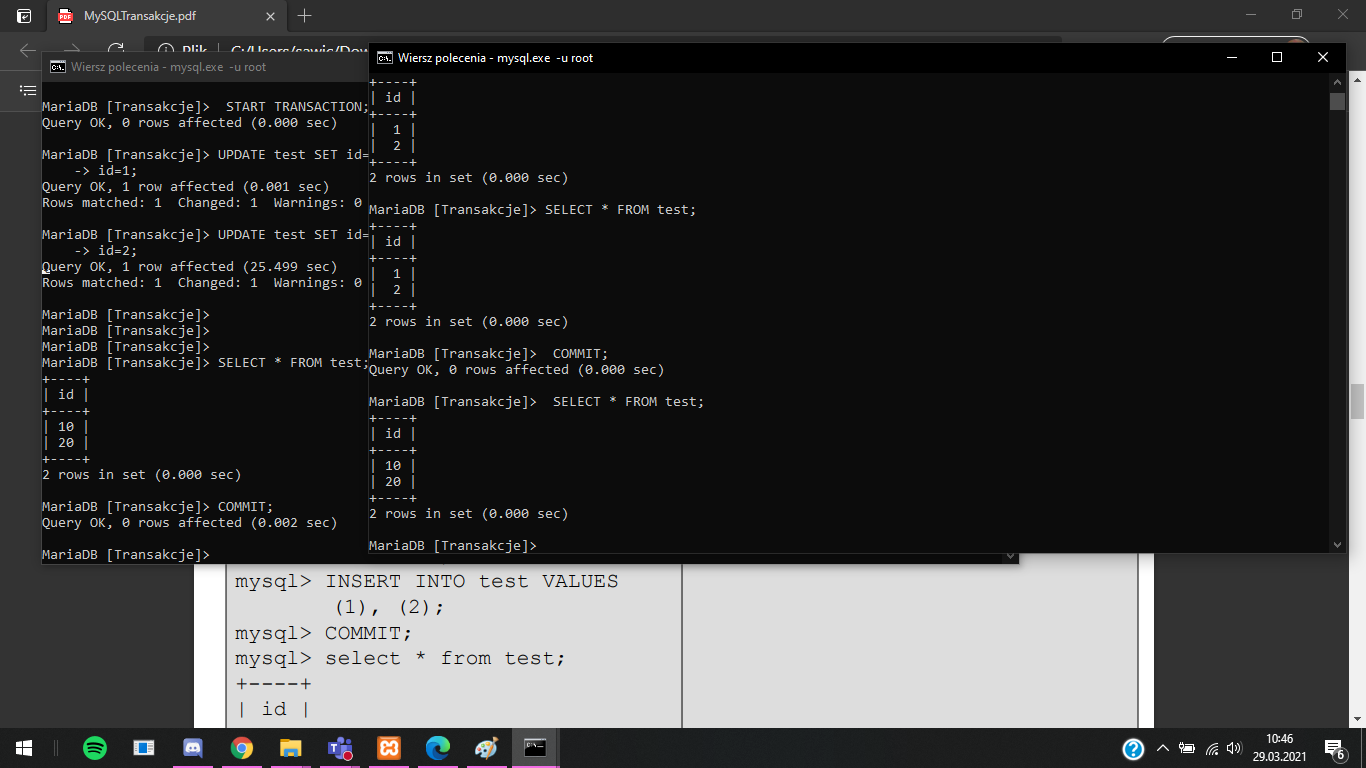 MySQLTransakcje.pdf
Plik
C:/Users/sawic/Dow
Wiersz polecenia - mysql.exe  -u root
MariaDB [Transakcje]>  START TRANSACTION;
Query OK, 0 rows affected (0.000 sec)
MariaDB [Transakcje]> UPDATE test SET id=
    -> id=1;
Query OK, 1 row affected (0.001 sec)
Rows matched: 1  Changed: 1  Warnings: 0
MariaDB [Transakcje]> UPDATE test SET id=
    -> id=2;
Query OK, 1 row affected (25.499 sec)
Rows matched: 1  Changed: 1  Warnings: 0
MariaDB [Transakcje]>
MariaDB [Transakcje]>
MariaDB [Transakcje]>
MariaDB [Transakcje]> SELECT * FROM test;
+----+
| id |
+----+
| 10 |
| 20 |
+----+
2 rows in set (0.000 sec)
MariaDB [Transakcje]> COMMIT;
Query OK, 0 rows affected (0.002 sec)
MariaDB [Transakcje]>
Wiersz polecenia - mysql.exe  -u root
+----+
| id |
+----+
|  1 |
|  2 |
+----+
2 rows in set (0.000 sec)
MariaDB [Transakcje]> SELECT * FROM test;
+----+
| id |
+----+
|  1 |
|  2 |
+----+
2 rows in set (0.000 sec)
MariaDB [Transakcje]>  COMMIT;
Query OK, 0 rows affected (0.000 sec)
MariaDB [Transakcje]>  SELECT * FROM test;
+----+
| id |
+----+
| 10 |
| 20 |
+----+
2 rows in set (0.000 sec)
MariaDB [Transakcje]>
mysql> INSERT INTO test VALUES
(1), (2);
mysql> COMMIT;
mysql> select * from test;
+----+
| id |
10:46
29.03.2021
6